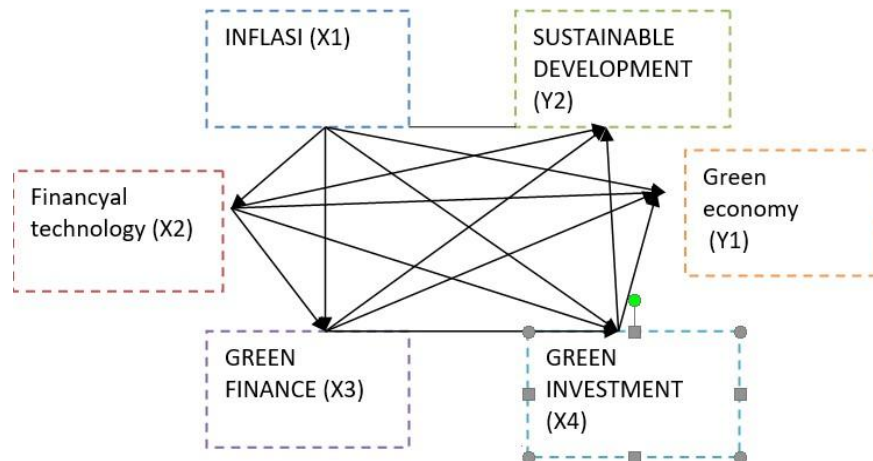 INFLASI (X1)
SUSTAINABLE
DEVELOPMENT
(Y2)
Financyal
technology (X2)
Green
economy
(Y1)
GREEN
FINANCE (X3)
GREEN
INVESTMENT
(X4)